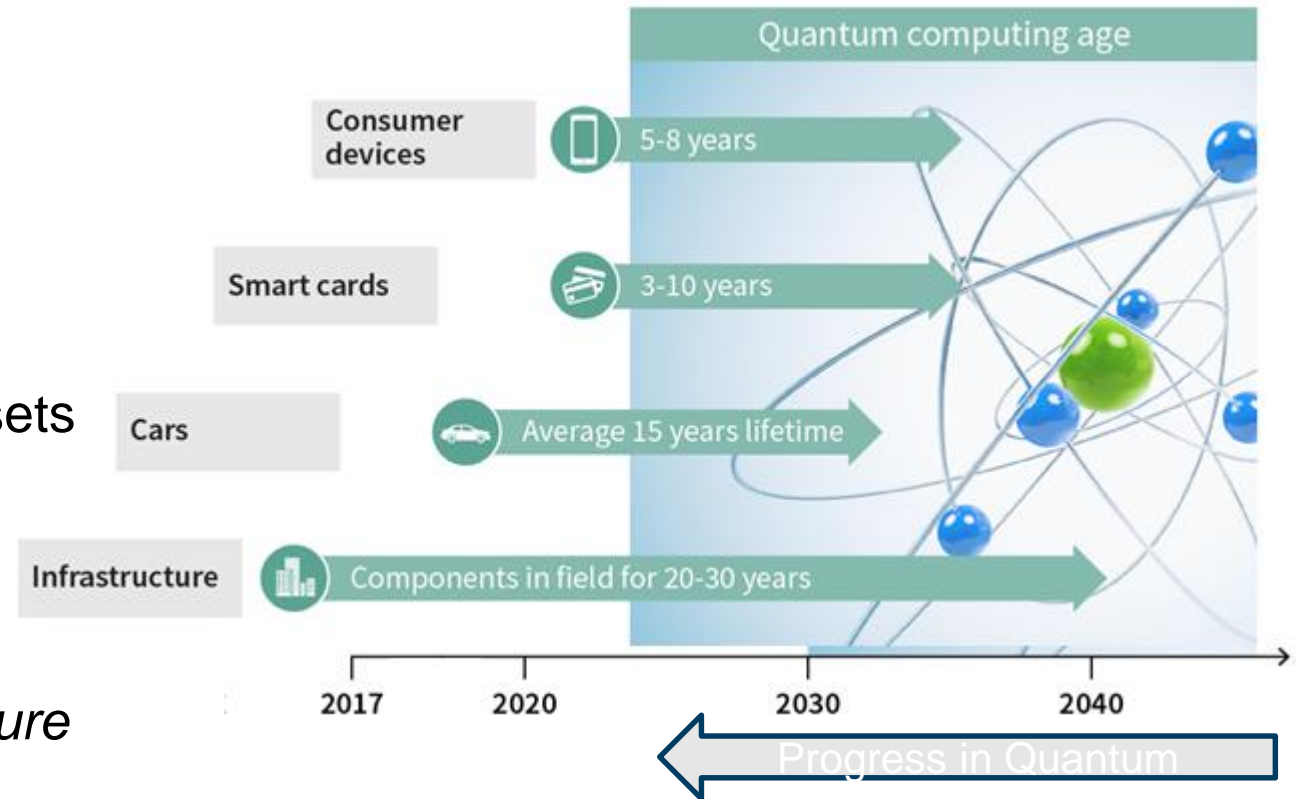 Quantum computing age
Consumer
devices
5-8 years
Smart cards
3-10 years
sets
Cars
Average 15 years lifetime
Infrastructure
Components in field for 20-30 years
2017
2020
2030
2040
ure
Progress in Quantum